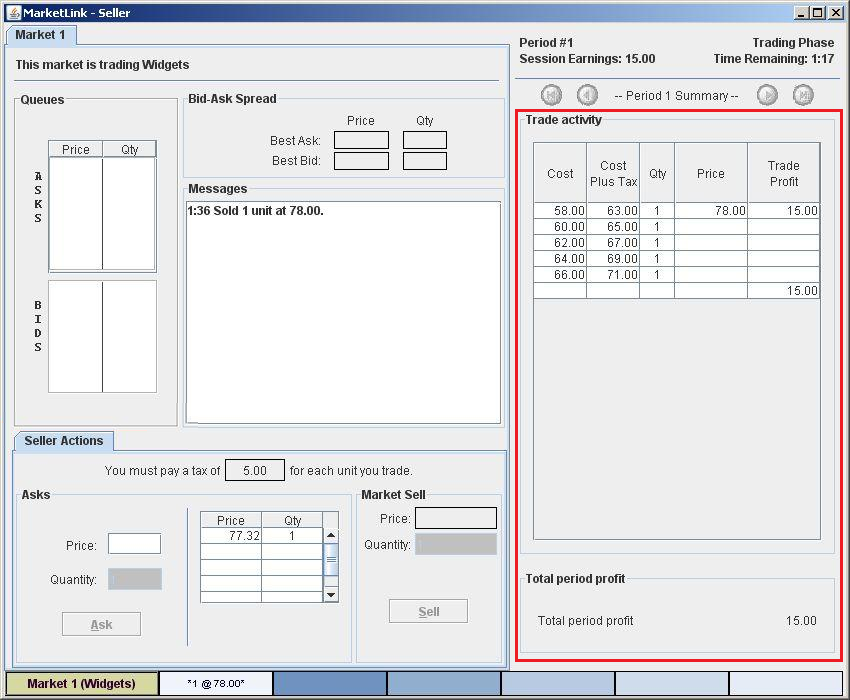 MarketLink - Seller
Market 1
This market is trading Widgets
Queues
Price Qty
A
S
K
S
B
I
D
S
Bid-Ask Spread
Price Qty
Best Ask:
Best Bid:
Messages
1:36 Sold 1 unit at 78.00.
Seller Actions
You must pay a tax of 5.00 for each unit you trade.
Asks
Price:
Quantity:
Ask
Price Qty
77.32 1
Market Sell
Price:
Quantity:
Sell
Period #1 Trading Phase
Session Earnings: 15.00 Time Remaining: 1:17
-- Period 1 Summary --
Trade activity
Cost Cost Plus Tax Qty Price Trade Profit
58.00 63.00 1 78.00 15.00
60.00 65.00 1
62.00 67.00 1
64.00 69.00 1
66.00 71.00 1
15.00
Total period profit
Total period profit 15.00
Market 1 (Widgets) *1 @ 78.00*